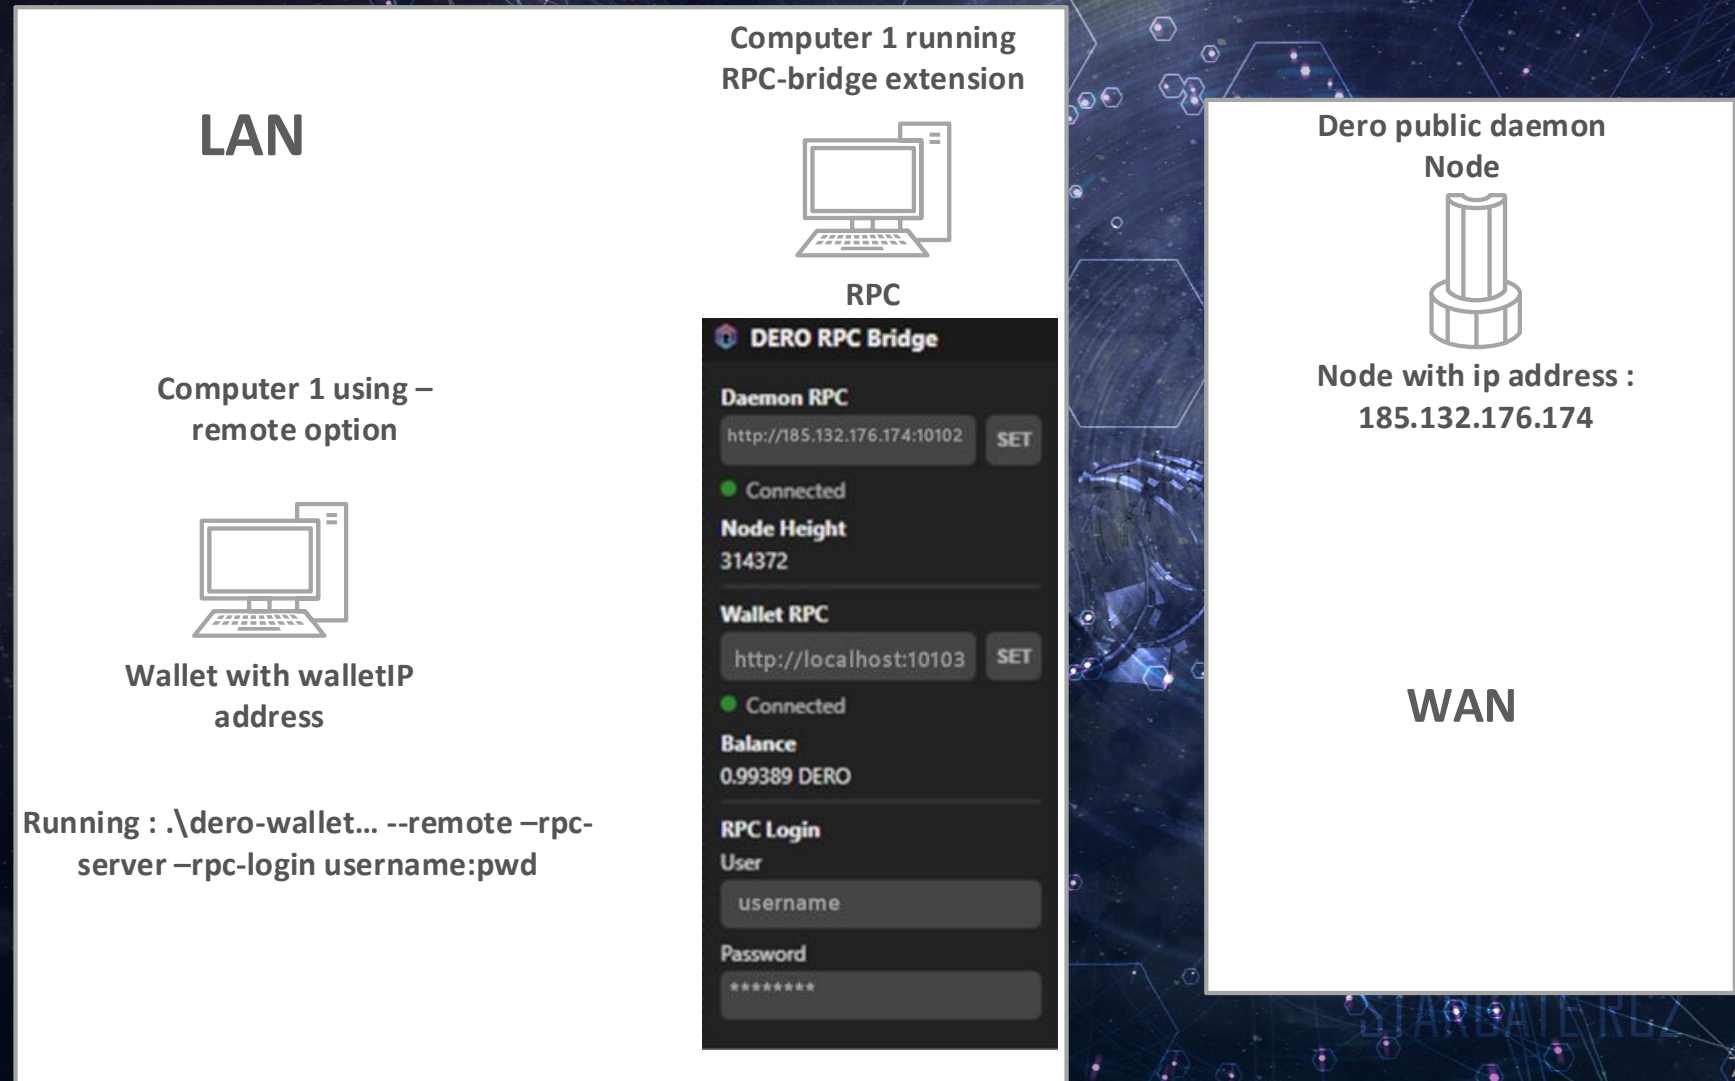 LAN
Computer 1 running
RPC-bridge extension
RPC
Computer 1 using –
remote option
Wallet with walletIP
address
Running : .\dero-wallet... --remote –rpc-
server –rpc-login username:pwd
DERO RPC Bridge
Daemon RPC
http://185.132.176.174:10102
SET
Connected
Node Height
314372
Wallet RPC
http://localhost:10103
SET
Connected
Balance
0.99389 DERO
RPC Login
User
username
Password
********
Dero public daemon
Node
Node with ip address :
185.132.176.174
WAN
STARGATE RC2